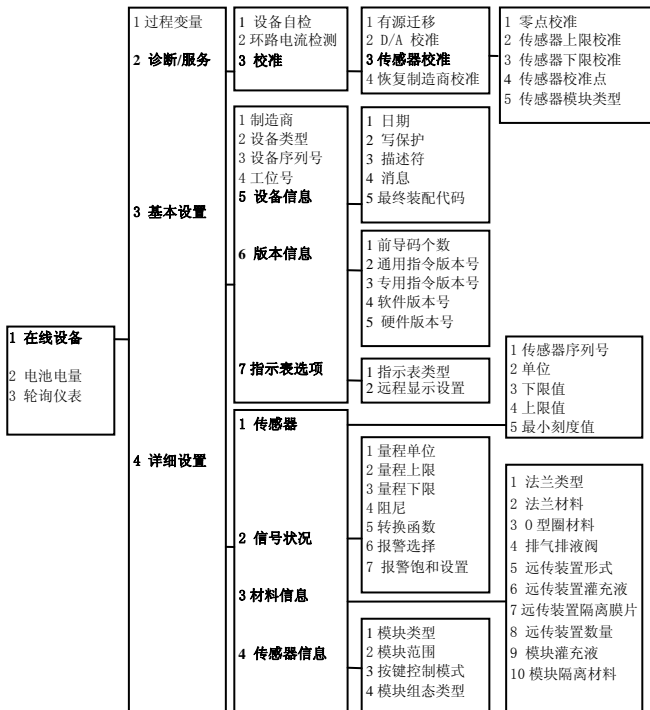 1 在线设备
2 电池电量
3 轮询仪表
1 过程变量
2 诊断/服务
3 基本设置
4 详细设置
1 设备自检
2 环路电流检测
3 校准
1 有源迁移
2 D/A 校准
3 传感器校准
4 恢复制造商校准
1 零点校准
2 传感器上限校准
3 传感器下限校准
4 传感器校准点
5 传感器模块类型
1 制造商
2 设备类型
3 设备序列号
4 工位号
5 设备信息
6 版本信息
7 指示表选项
1 日期
2 写保护
3 描述符
4 消息
5 最终装配代码
1 前导码个数
2 通用指令版本号
3 专用指令版本号
4 软件版本号
5 硬件版本号
1 指示表类型
2 远程显示设置
1 传感器
2 信号状况
3 材料信息
4 传感器信息
1 传感器序列号
2 单位
3 下限值
4 上限值
5 最小刻度值
1 量程单位
2 量程上限
3 量程下限
4 阻尼
5 转换函数
6 报警选择
7 报警饱和设置
1 法兰类型
2 法兰材料
3 O 型圈材料
4 排气排液阀
5 远传装置形式
6 远传装置灌充液
7 远传装置隔离膜片
8 远传装置数量
9 模块灌充液
10 模块隔离材料
1 模块类型
2 模块范围
3 按键控制模式
4 模块组态类型